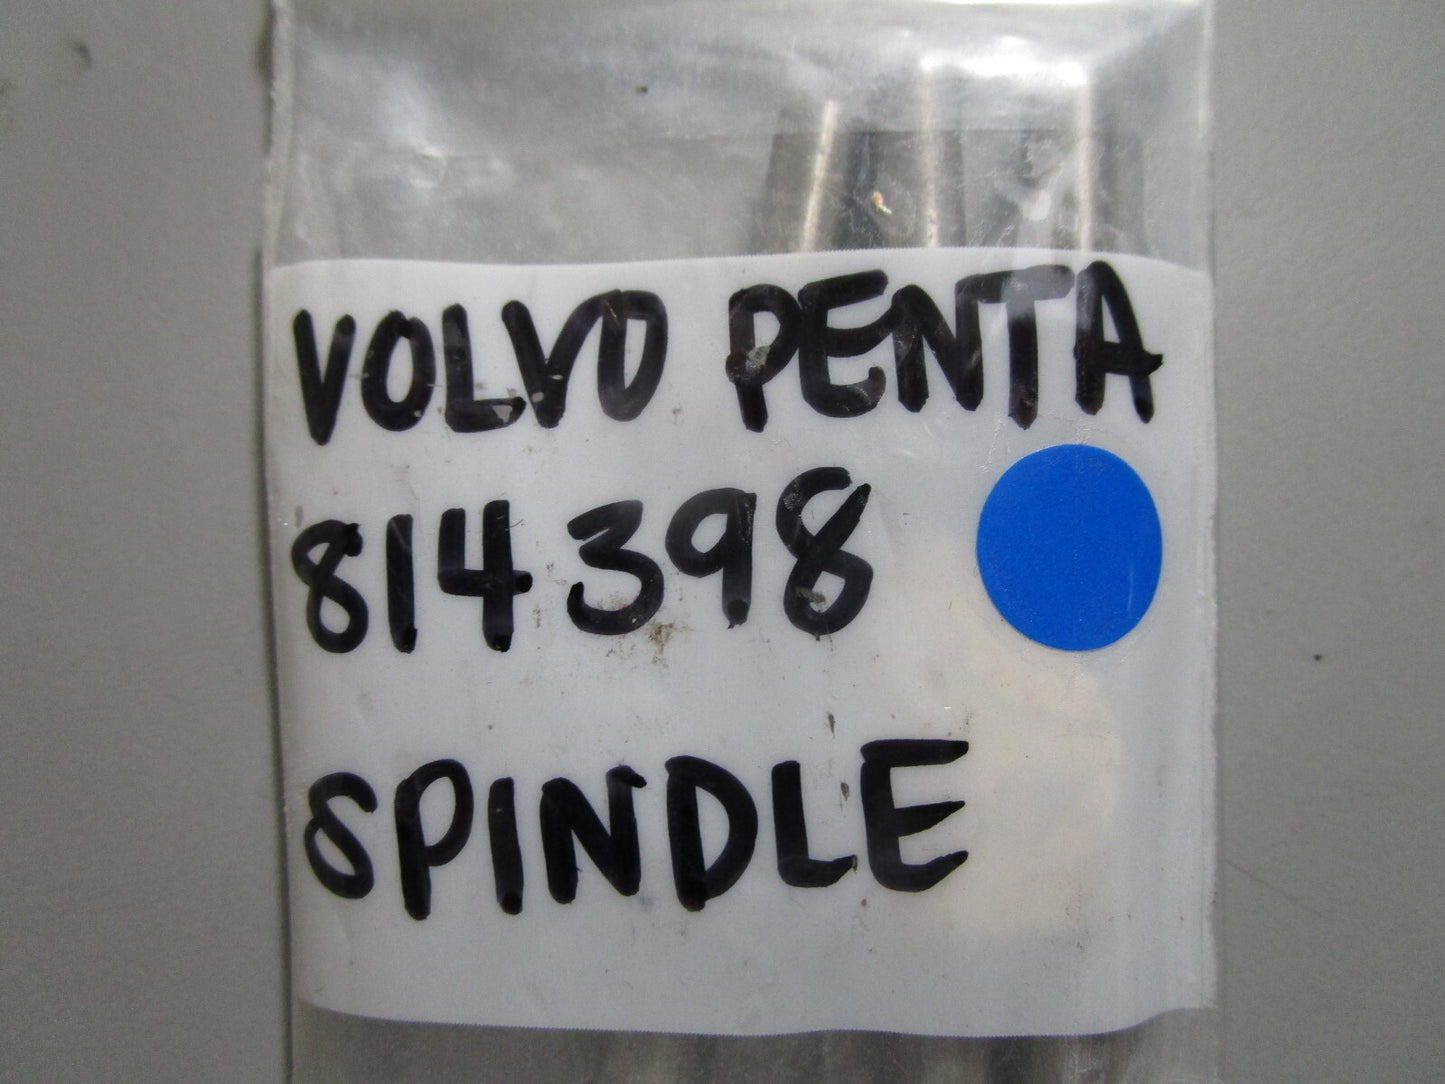 VOLVO PENTA
814398
SPINDLE